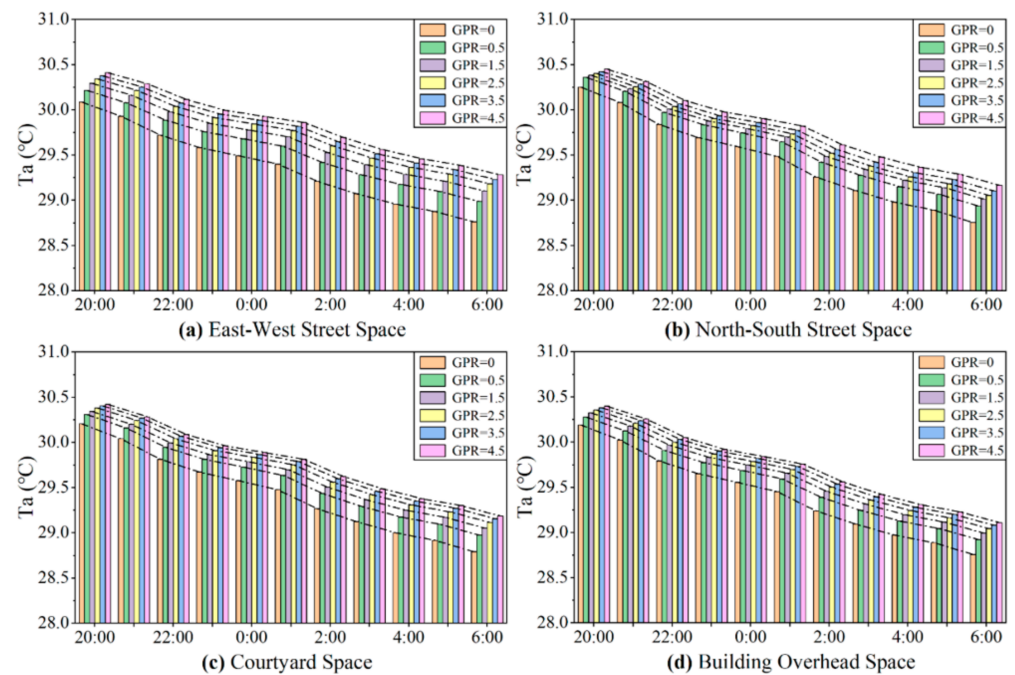 31.0
30.5
30.0
29.5
29.0
28.5
28.0
Ta (℃)
GPR=0
GPR=0.5
GPR=1.5
GPR=2.5
GPR=3.5
GPR=4.5
20:00 22:00 0:00 2:00 4:00 6:00
(a) East-West Street Space
31.0
30.5
30.0
29.5
29.0
28.5
28.0
Ta (℃)
GPR=0
GPR=0.5
GPR=1.5
GPR=2.5
GPR=3.5
GPR=4.5
20:00 22:00 0:00 2:00 4:00 6:00
(b) North-South Street Space
31.0
30.5
30.0
29.5
29.0
28.5
28.0
Ta (℃)
GPR=0
GPR=0.5
GPR=1.5
GPR=2.5
GPR=3.5
GPR=4.5
20:00 22:00 0:00 2:00 4:00 6:00
(c) Courtyard Space
31.0
30.5
30.0
29.5
29.0
28.5
28.0
Ta (℃)
GPR=0
GPR=0.5
GPR=1.5
GPR=2.5
GPR=3.5
GPR=4.5
20:00 22:00 0:00 2:00 4:00 6:00
(d) Building Overhead Space